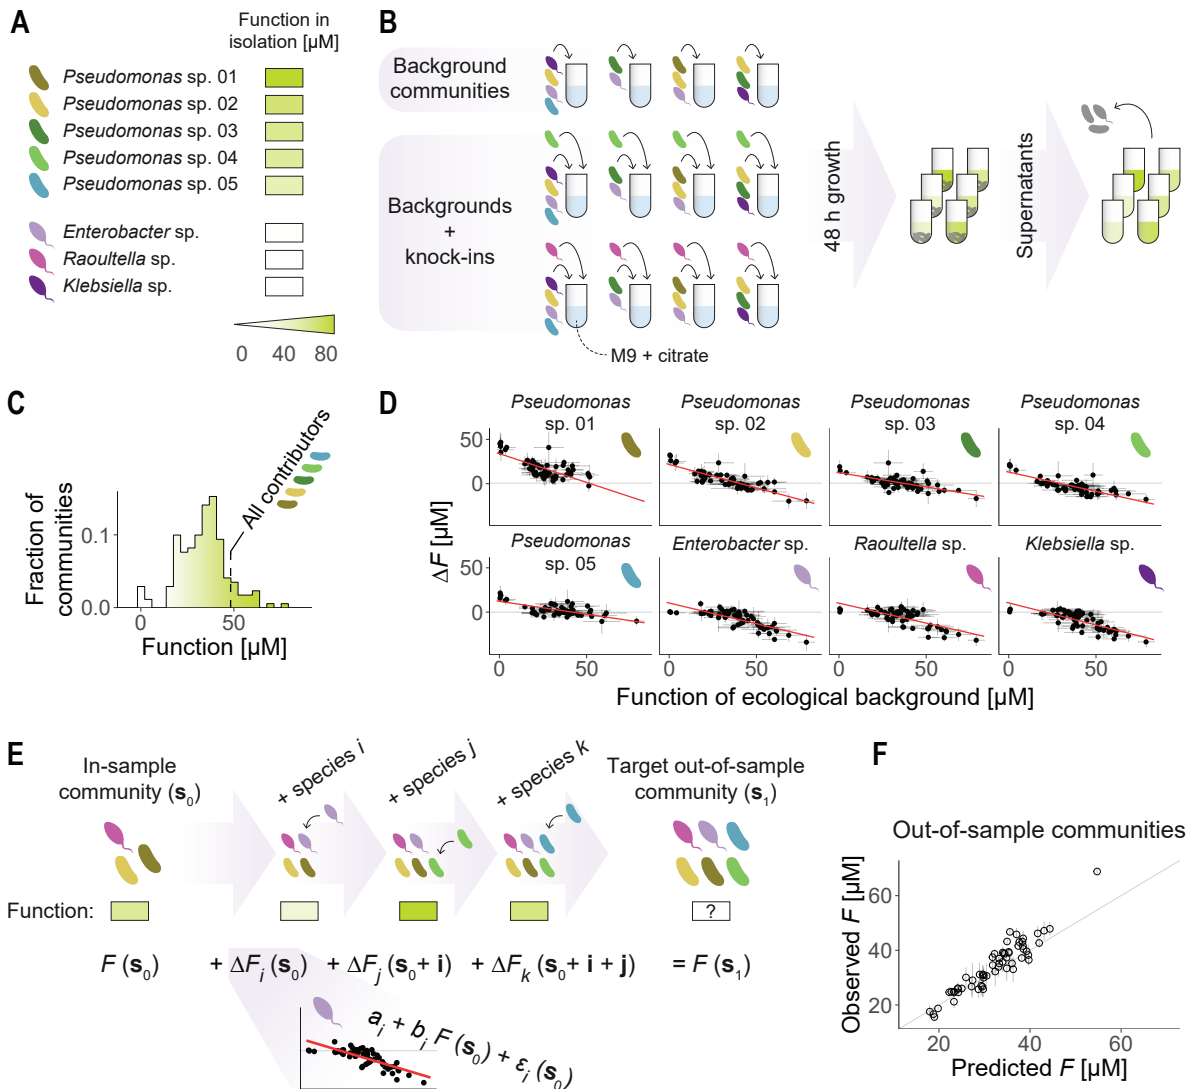 A
Function in
isolation [µM]
Pseudomonas sp. 01
Pseudomonas sp. 02
Pseudomonas sp. 03
Pseudomonas sp. 04
Pseudomonas sp. 05
Enterobacter sp.
Raoultella sp.
Klebsiella sp.
0 40 80
B
Background
communities
Backgrounds
+
knock-ins
M9 + citrate
48 h growth
Supernatants
C
All contributors
Fraction of
communities
0.1
0.0
0 50
Function [µM]
D
Pseudomonas
sp. 01
Pseudomonas
sp. 02
Pseudomonas
sp. 03
Pseudomonas
sp. 04
Pseudomonas
sp. 05
Enterobacter sp.
Raoultella sp.
Klebsiella sp.
ΔF [µM]
50
0
50
0
0 50 0 50 0 50 0 50
Function of ecological background [µM]
E
In-sample
community (s₀)
+ species i
+ species j
+ species k
Target out-of-sample
community (s₁)
Function:
?
F (s₀) + ΔFᵢ (s₀) + ΔFⱼ (s₀+ i) + ΔFₖ (s₀+ i + j) = F (s₁)
aᵢ + bᵢ F (s₀) + εᵢ (s₀)
F
Out-of-sample communities
Observed F [µM]
60
40
20
20 40 60
Predicted F [µM]